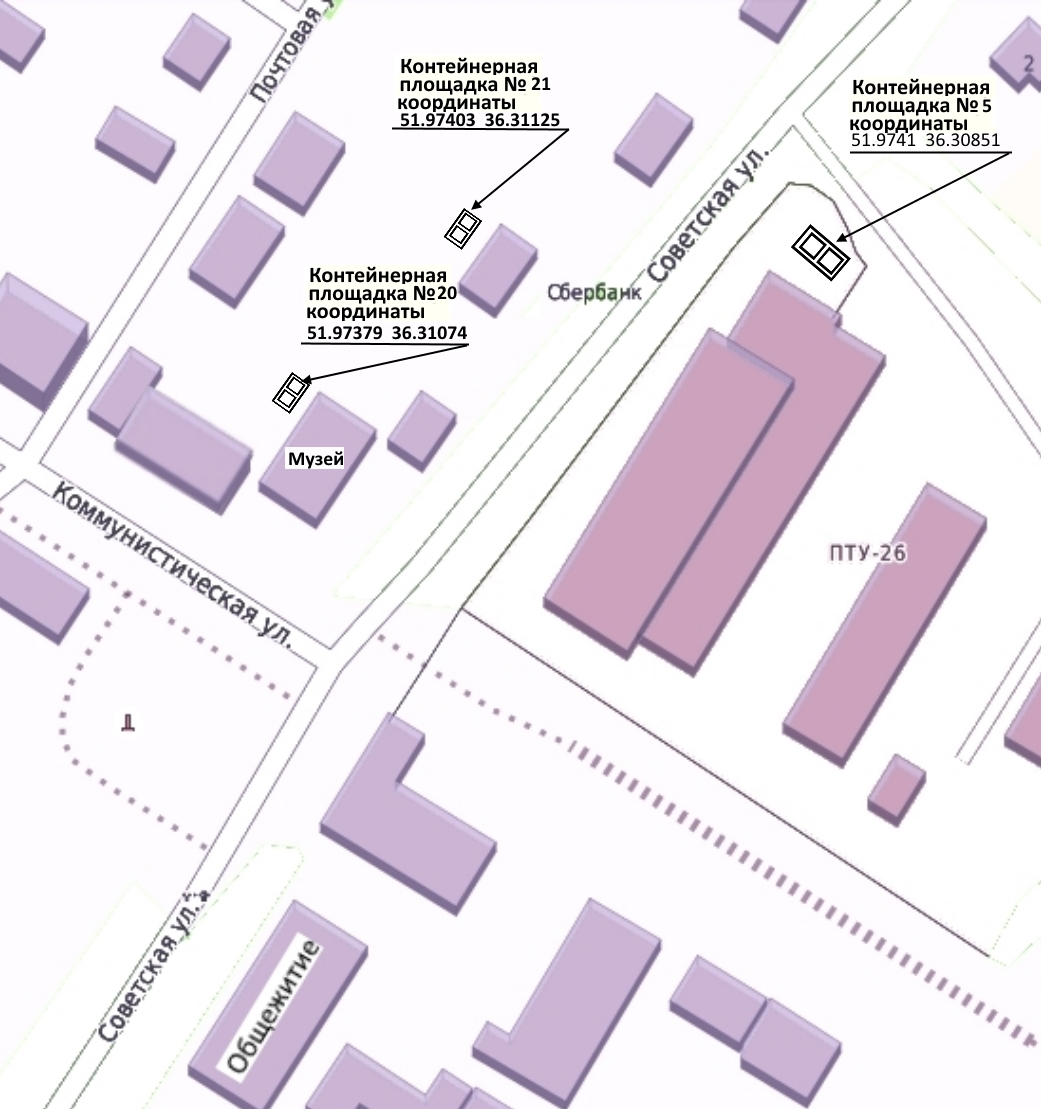 Почтовая у
Контейнерная
площадка № 21
координаты
51.97403 36.31125
Контейнерная
площадка № 5
координаты
51.9741 36.30851
2
Советская ул.
Контейнерная
площадка №20
координаты
51.97379 36.31074
Сбербанк
Музей
Коммунистическая ул.
ПТУ-26
Советская ул.
Общежитие